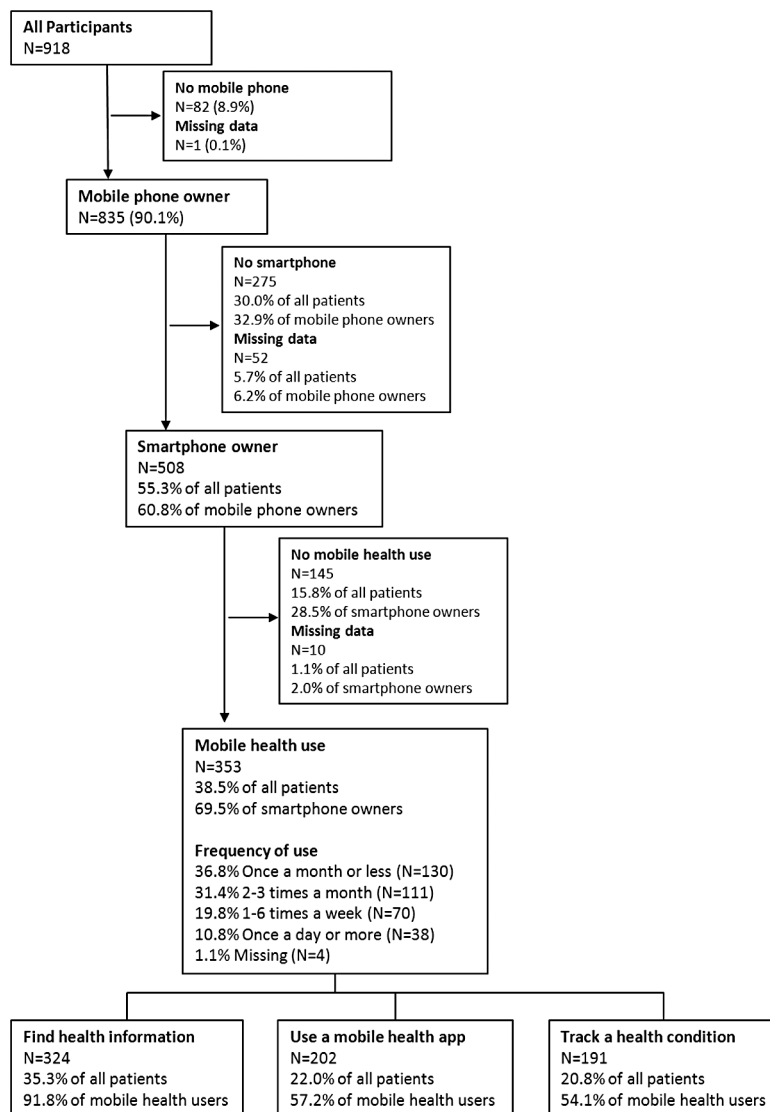 All Participants
N=918
No mobile phone
N=82 (8.9%)
Missing data
N=1 (0.1%)
Mobile phone owner
N=835 (90.1%)
No smartphone
N=275
30.0% of all patients
32.9% of mobile phone owners
Missing data
N=52
5.7% of all patients
6.2% of mobile phone owners
Smartphone owner
N=508
55.3% of all patients
60.8% of mobile phone owners
No mobile health use
N=145
15.8% of all patients
28.5% of smartphone owners
Missing data
N=10
1.1% of all patients
2.0% of smartphone owners
Mobile health use
N=353
38.5% of all patients
69.5% of smartphone owners
Frequency of use
36.8% Once a month or less (N=130)
31.4% 2-3 times a month (N=111)
19.8% 1-6 times a week (N=70)
10.8% Once a day or more (N=38)
1.1% Missing (N=4)
Find health information
N=324
35.3% of all patients
91.8% of mobile health users
Use a mobile health app
N=202
22.0% of all patients
57.2% of mobile health users
Track a health condition
N=191
20.8% of all patients
54.1% of mobile health users